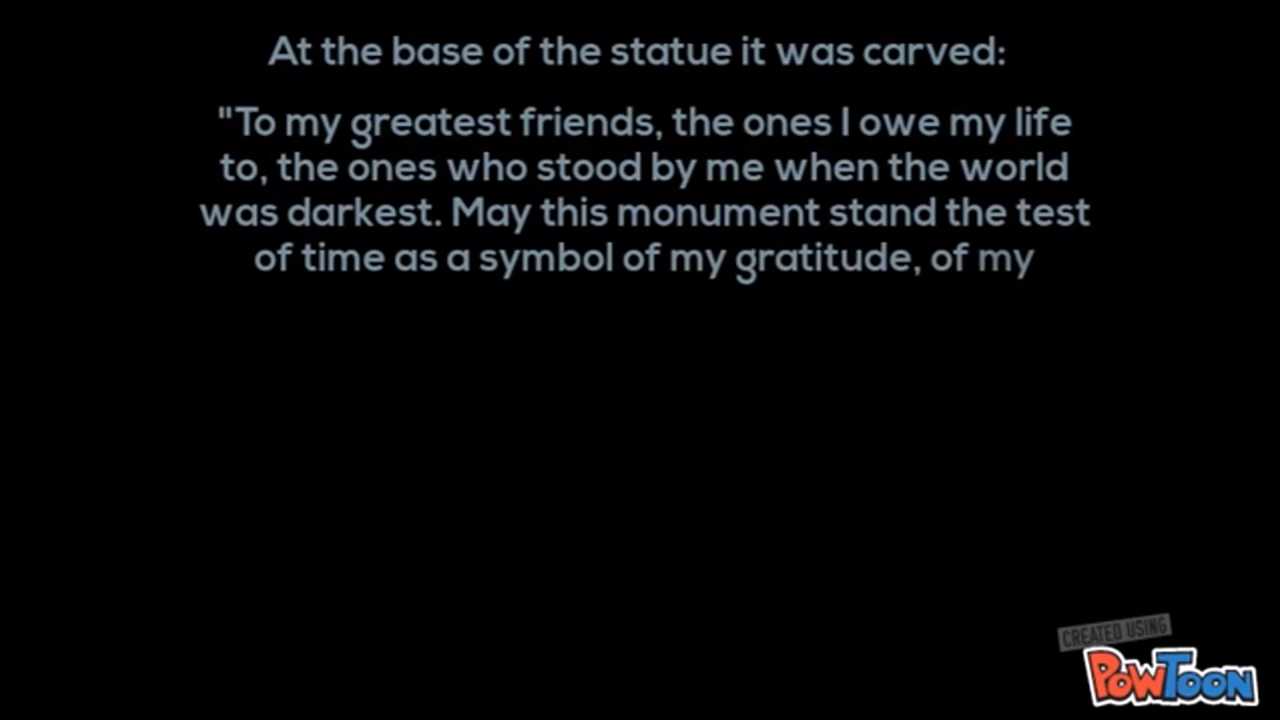 At the base of the statue it was carved:
"To my greatest friends, the ones I owe my life
to, the ones who stood by me when the world
was darkest. May this monument stand the test
of time as a symbol of my gratitude, of my
CREATED USING
POWTOON